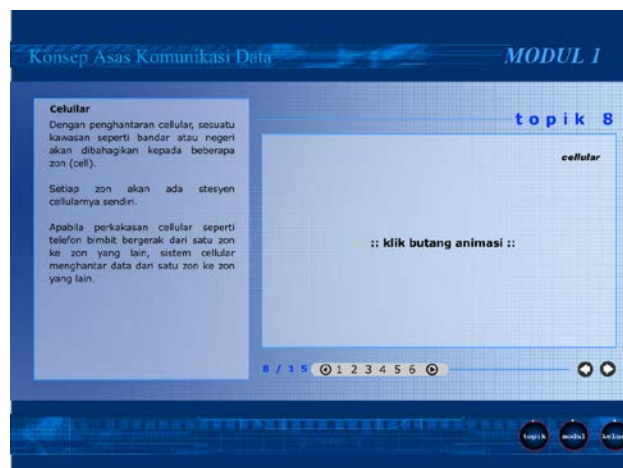 Konsep Asas Komunikasi Data
MODUL 1
Celullar
Dengan penghantaran cellular, sesuatu
kawasan seperti bandar atau negeri
akan dibahagikan kepada beberapa
zon (cell).
Setiap zon akan ada stesyen
cellularnya sendiri.
Apabila perkakasan cellular seperti
telefon bimbit bergerak dari satu zon
ke zon yang lain, sistem cellular
menghantar data dari satu zon ke zon
yang lain.
topik 8
cellular
:: klik butang animasi ::
8 / 15 1 2 3 4 5 6
topik modul